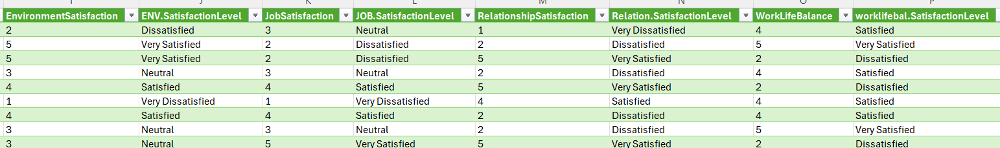 I J K L M N O P
EnvironmentSatisfaction ENV.SatisfactionLevel JobSatisfaction JOB.SatisfactionLevel RelationshipSatisfaction Relation.SatisfactionLevel WorkLifeBalance worklifebal.SatisfactionLevel
2 Dissatisfied 3 Neutral 1 Very Dissatisfied 4 Satisfied
5 Very Satisfied 2 Dissatisfied 2 Dissatisfied 5 Very Satisfied
5 Very Satisfied 2 Dissatisfied 5 Very Satisfied 2 Dissatisfied
3 Neutral 3 Neutral 2 Dissatisfied 4 Satisfied
4 Satisfied 4 Satisfied 5 Very Satisfied 2 Dissatisfied
1 Very Dissatisfied 1 Very Dissatisfied 4 Satisfied 4 Satisfied
4 Satisfied 4 Satisfied 2 Dissatisfied 4 Satisfied
3 Neutral 3 Neutral 2 Dissatisfied 5 Very Satisfied
3 Neutral 5 Very Satisfied 5 Very Satisfied 2 Dissatisfied